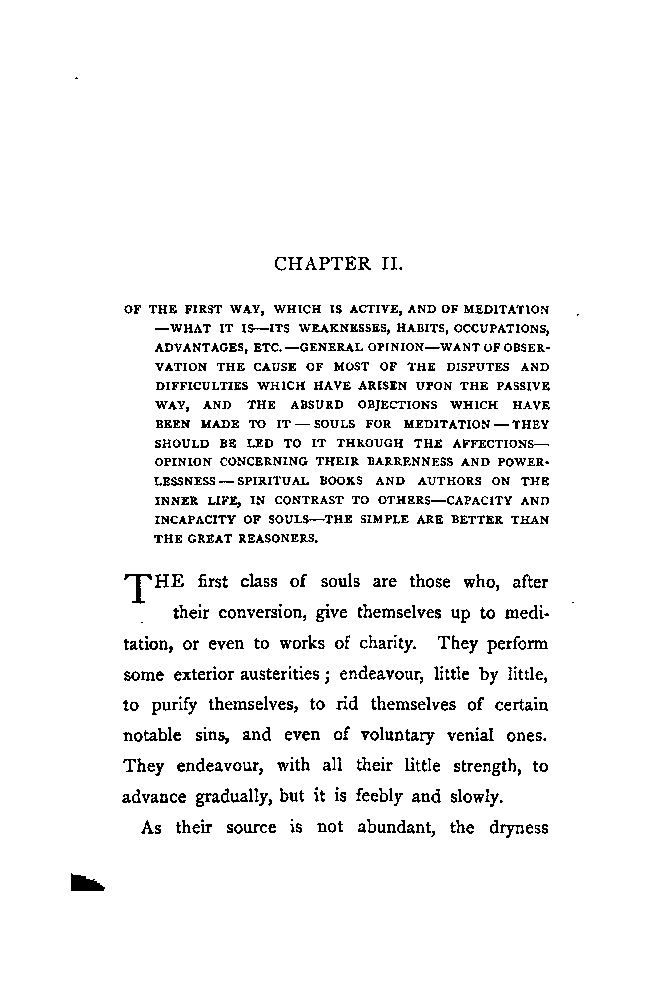 CHAPTER II.
OF THE FIRST WAY, WHICH IS ACTIVE, AND OF MEDITATION
—WHAT IT IS—ITS WEAKNESSES, HABITS, OCCUPATIONS,
ADVANTAGES, ETC.—GENERAL OPINION—WANT OF OBSER-
VATION THE CAUSE OF MOST OF THE DISPUTES AND
DIFFICULTIES WHICH HAVE ARISEN UPON THE PASSIVE
WAY, AND THE ABSURD OBJECTIONS WHICH HAVE
BEEN MADE TO IT—SOULS FOR MEDITATION—THEY
SHOULD BE LED TO IT THROUGH THE AFFECTIONS—
OPINION CONCERNING THEIR BARRENNESS AND POWER-
LESSNESS—SPIRITUAL BOOKS AND AUTHORS ON THE
INNER LIFE, IN CONTRAST TO OTHERS—CAPACITY AND
INCAPACITY OF SOULS—THE SIMPLE ARE BETTER THAN
THE GREAT REASONERS.
THE first class of souls are those who, after
their conversion, give themselves up to medi-
tation, or even to works of charity. They perform
some exterior austerities; endeavour, little by little,
to purify themselves, to rid themselves of certain
notable sins, and even of voluntary venial ones.
They endeavour, with all their little strength, to
advance gradually, but it is feebly and slowly.
As their source is not abundant, the dryness